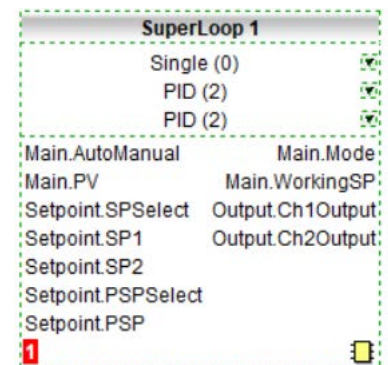 SuperLoop 1
Single (0)
PID (2)
PID (2)
Main.AutoManual Main.Mode
Main.PV Main.WorkingSP
Setpoint.SPSelect Output.Ch1Output
Setpoint.SP1 Output.Ch2Output
Setpoint.SP2
Setpoint.PSPSelect
Setpoint.PSP
1